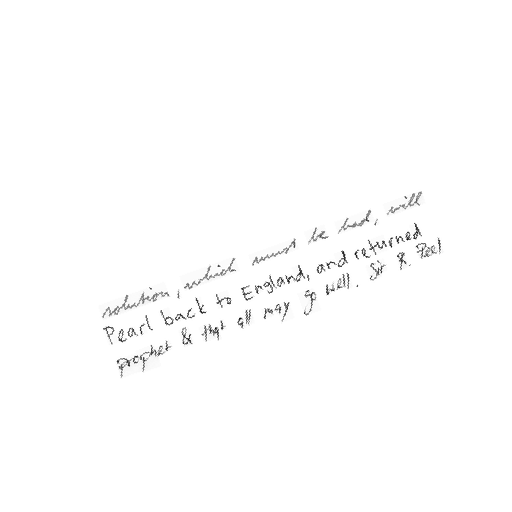 solution, which must be had, will
Pearl back to England, and returned
prophet & that all may go well. Sir R. Peel